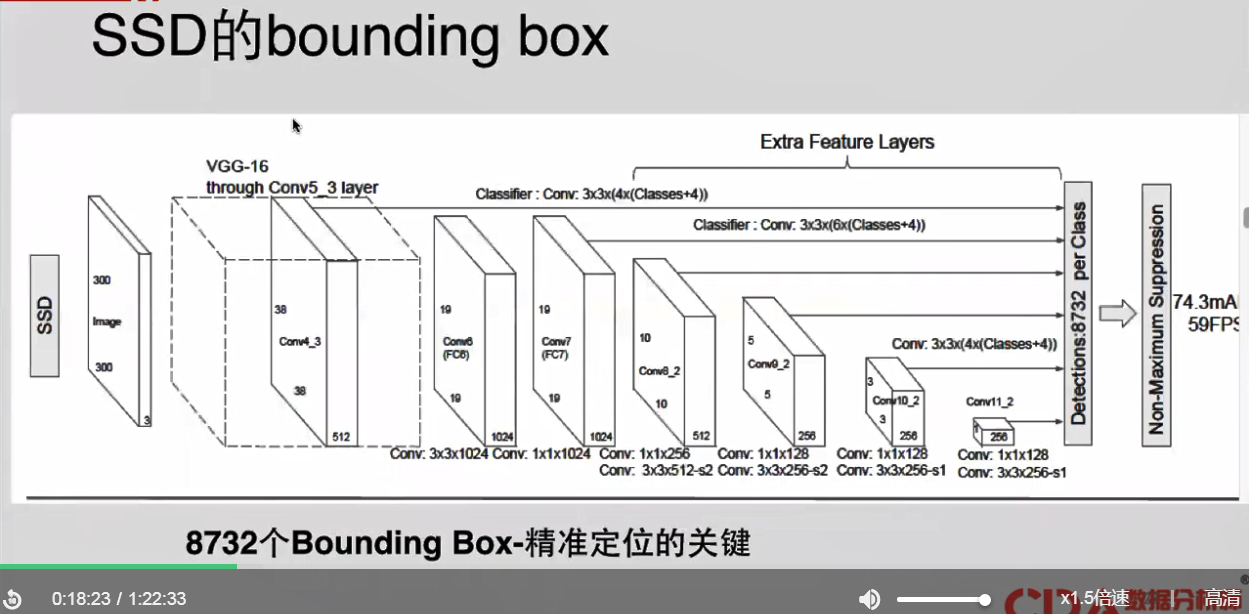 SSD的bounding box
Extra Feature Layers
VGG-16
through Conv5_3 layer
Classifier : Conv: 3x3x(4x(Classes+4))
Classifier : Conv: 3x3x(6x(Classes+4))
SSD
300
Image
300
3
38
Conv4_3
38
512
19
Conv6
(FC6)
19
1024
19
Conv7
(FC7)
19
1024
10
Conv8_2
10
512
5
Conv9_2
5
256
Conv: 3x3x(4x(Classes+4))
3
Conv10_2
3
256
Conv11_2
1
256
Detections:8732 per Class
Non-Maximum Suppression
74.3mA
59FPS
Conv: 3x3x1024
Conv: 1x1x1024
Conv: 1x1x256
Conv: 3x3x512-s2
Conv: 1x1x128
Conv: 3x3x256-s2
Conv: 1x1x128
Conv: 3x3x256-s1
Conv: 1x1x128
Conv: 3x3x256-s1
8732个Bounding Box-精准定位的关键
0:18:23 / 1:22:33
x1.5倍速
高清
CDA数据分析